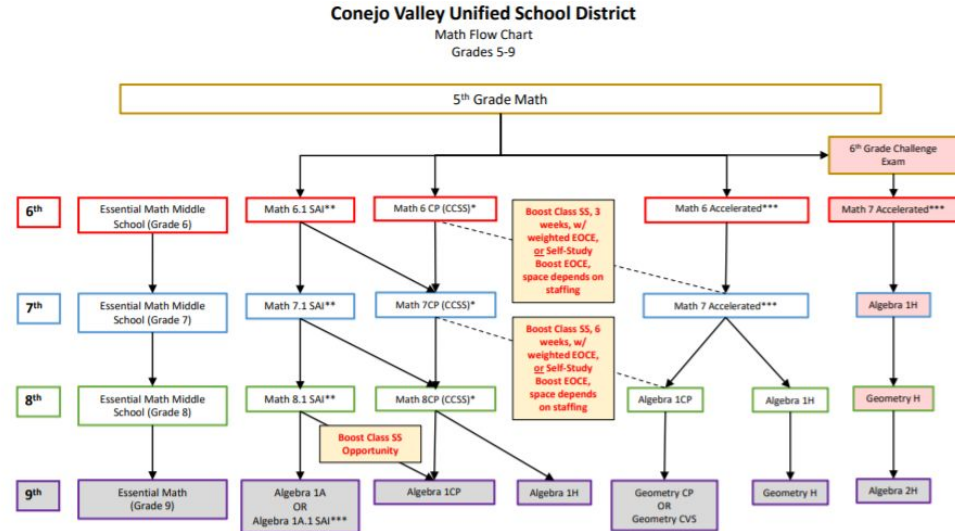 Conejo Valley Unified School District
Math Flow Chart
Grades 5-9
5th Grade Math
6th Grade Challenge
Exam
6th
Essential Math Middle
School (Grade 6)
Math 6.1 SAI**
Math 6 CP (CCSS)*
Boost Class SS, 3
weeks, w/
weighted EOCE,
or Self-Study
Boost EOCE,
space depends on
staffing
Math 6 Accelerated***
Math 7 Accelerated***
7th
Essential Math Middle
School (Grade 7)
Math 7.1 SAI**
Math 7CP (CCSS)*
Math 7 Accelerated***
Algebra 1H
Boost Class SS, 6
weeks, w/
weighted EOCE,
or Self-Study
Boost EOCE,
space depends
on staffing
8th
Essential Math Middle
School (Grade 8)
Math 8.1 SAI**
Math 8CP (CCSS)*
Algebra 1CP
Algebra 1H
Geometry H
Boost Class SS
Opportunity
9th
Essential Math
(Grade 9)
Algebra 1A
OR
Algebra 1A.1 SAI***
Algebra 1CP
Algebra 1H
Geometry CP
OR
Geometry CVS
Geometry H
Algebra 2H